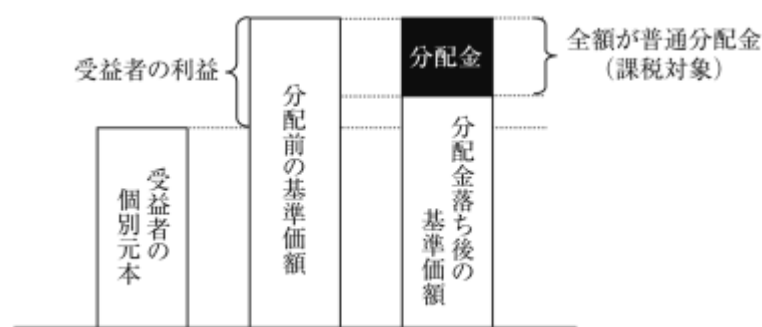 受益者の利益
受益者の
個別元本
分配前の基準価額
分配金
分配金落ち後の
基準価額
全額が普通分配金
（課税対象）